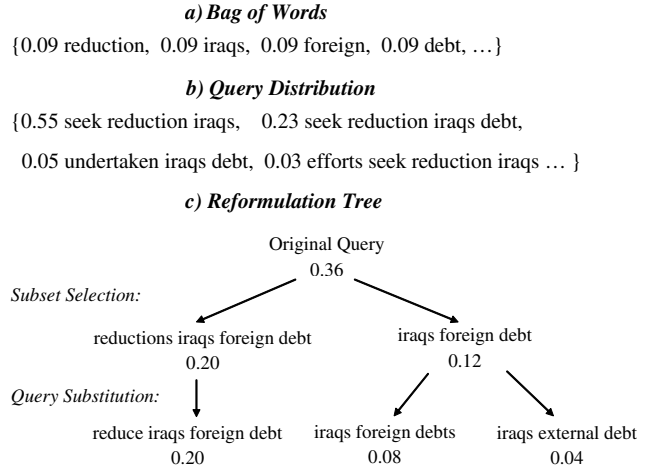 a) Bag of Words
{0.09 reduction, 0.09 iraqs, 0.09 foreign, 0.09 debt, …}
b) Query Distribution
{0.55 seek reduction iraqs, 0.23 seek reduction iraqs debt,
0.05 undertaken iraqs debt, 0.03 efforts seek reduction iraqs … }
c) Reformulation Tree
Original Query
0.36
Subset Selection:
reductions iraqs foreign debt iraqs foreign debt
0.20 0.12
Query Substitution:
reduce iraqs foreign debt iraqs foreign debts iraqs external debt
0.20 0.08 0.04